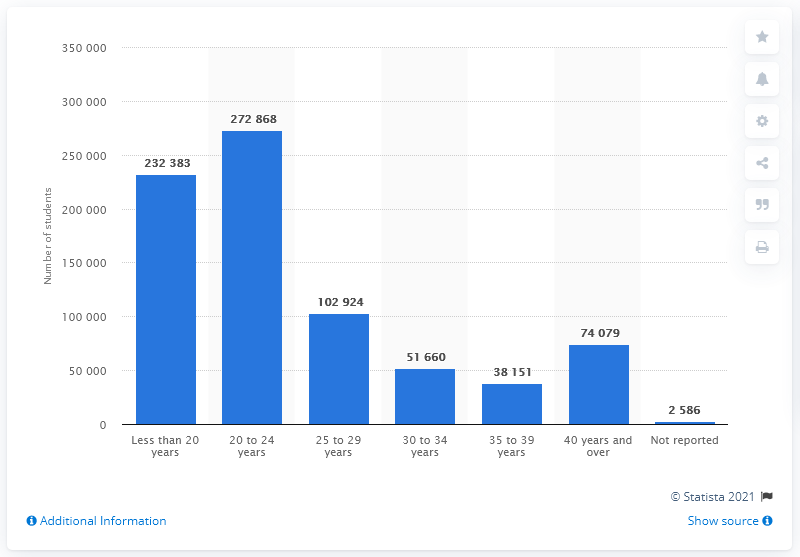 350 000
300 000
250 000
200 000
150 000
100 000
50 000
0
Number of students
232 383
272 868
102 924
51 660
38 151
74 079
2 586
Less than 20
years
20 to 24
years
25 to 29
years
30 to 34
years
35 to 39
years
40 years and
over
Not reported
© Statista 2021
Additional Information
Show source